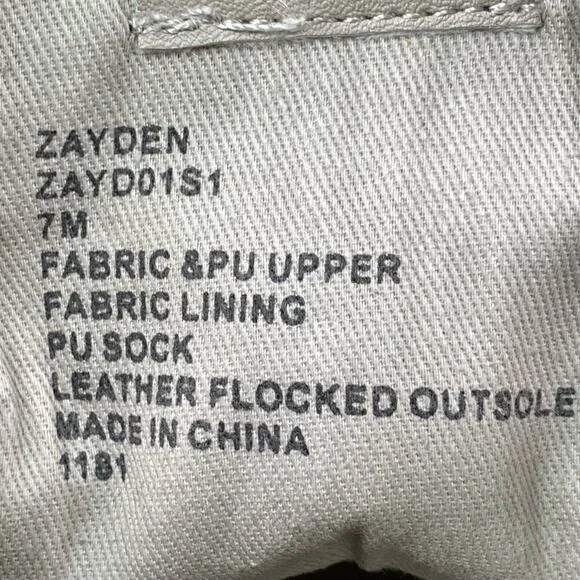 ZAYDEN
ZAYD01S1
7M
FABRIC &PU UPPER
FABRIC LINING
PU SOCK
LEATHER FLOCKED OUTSOLE
MADE IN CHINA
1181